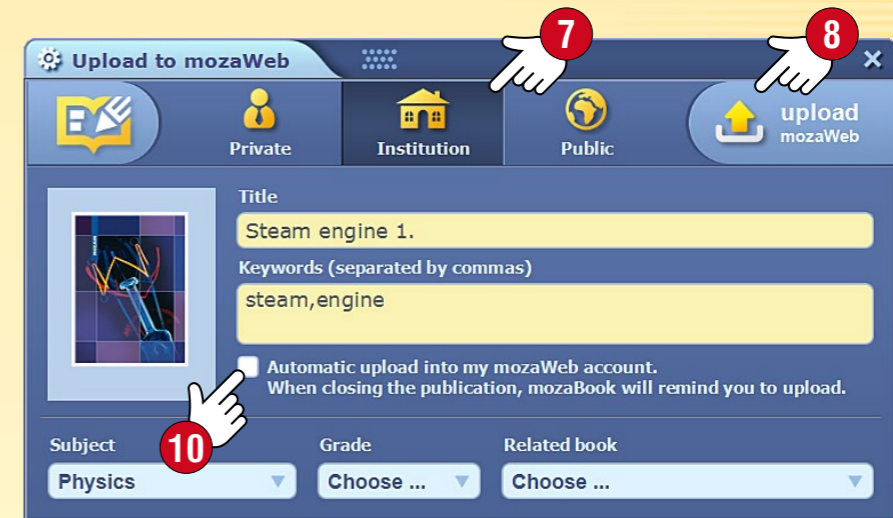 7
8
Upload to mozaWeb
Private
Institution
Public
upload
mozaWeb
Title
Steam engine 1.
Keywords (separated by commas)
steam,engine
Automatic upload into my mozaWeb account.
When closing the publication, mozaBook will remind you to upload.
10
Subject
Grade
Related book
Physics
Choose ...
Choose ...